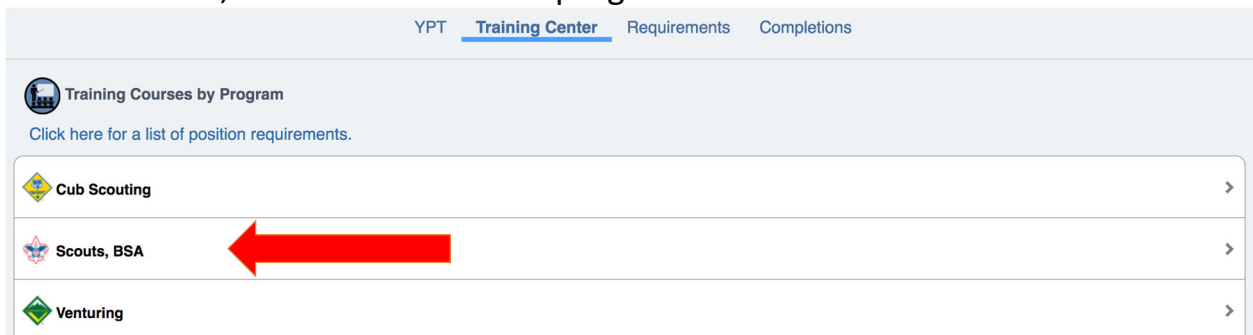 YPT Training Center Requirements Completions
Training Courses by Program
Click here for a list of position requirements.
Cub Scouting
Scouts, BSA
Venturing